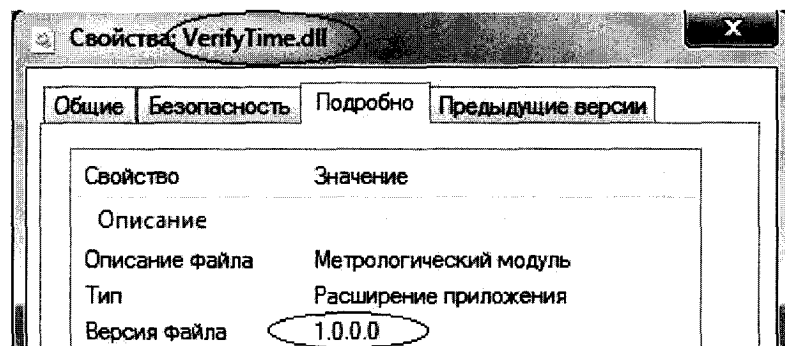 Свойства: VerifyTime.dll
x
Общие Безопасность Подробно Предыдущие версии
Свойство Значение
Описание
Описание файла Метрологический модуль
Тип Расширение приложения
Версия файла 1.0.0.0